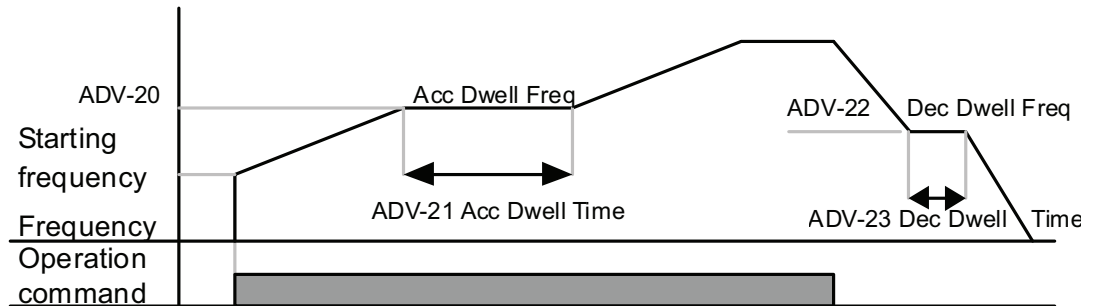 ADV-20
Acc Dwell Freq
ADV-22
Dec Dwell Freq
Starting
frequency
ADV-21 Acc Dwell Time
ADV-23 Dec Dwell
Time
Frequency
Operation
command